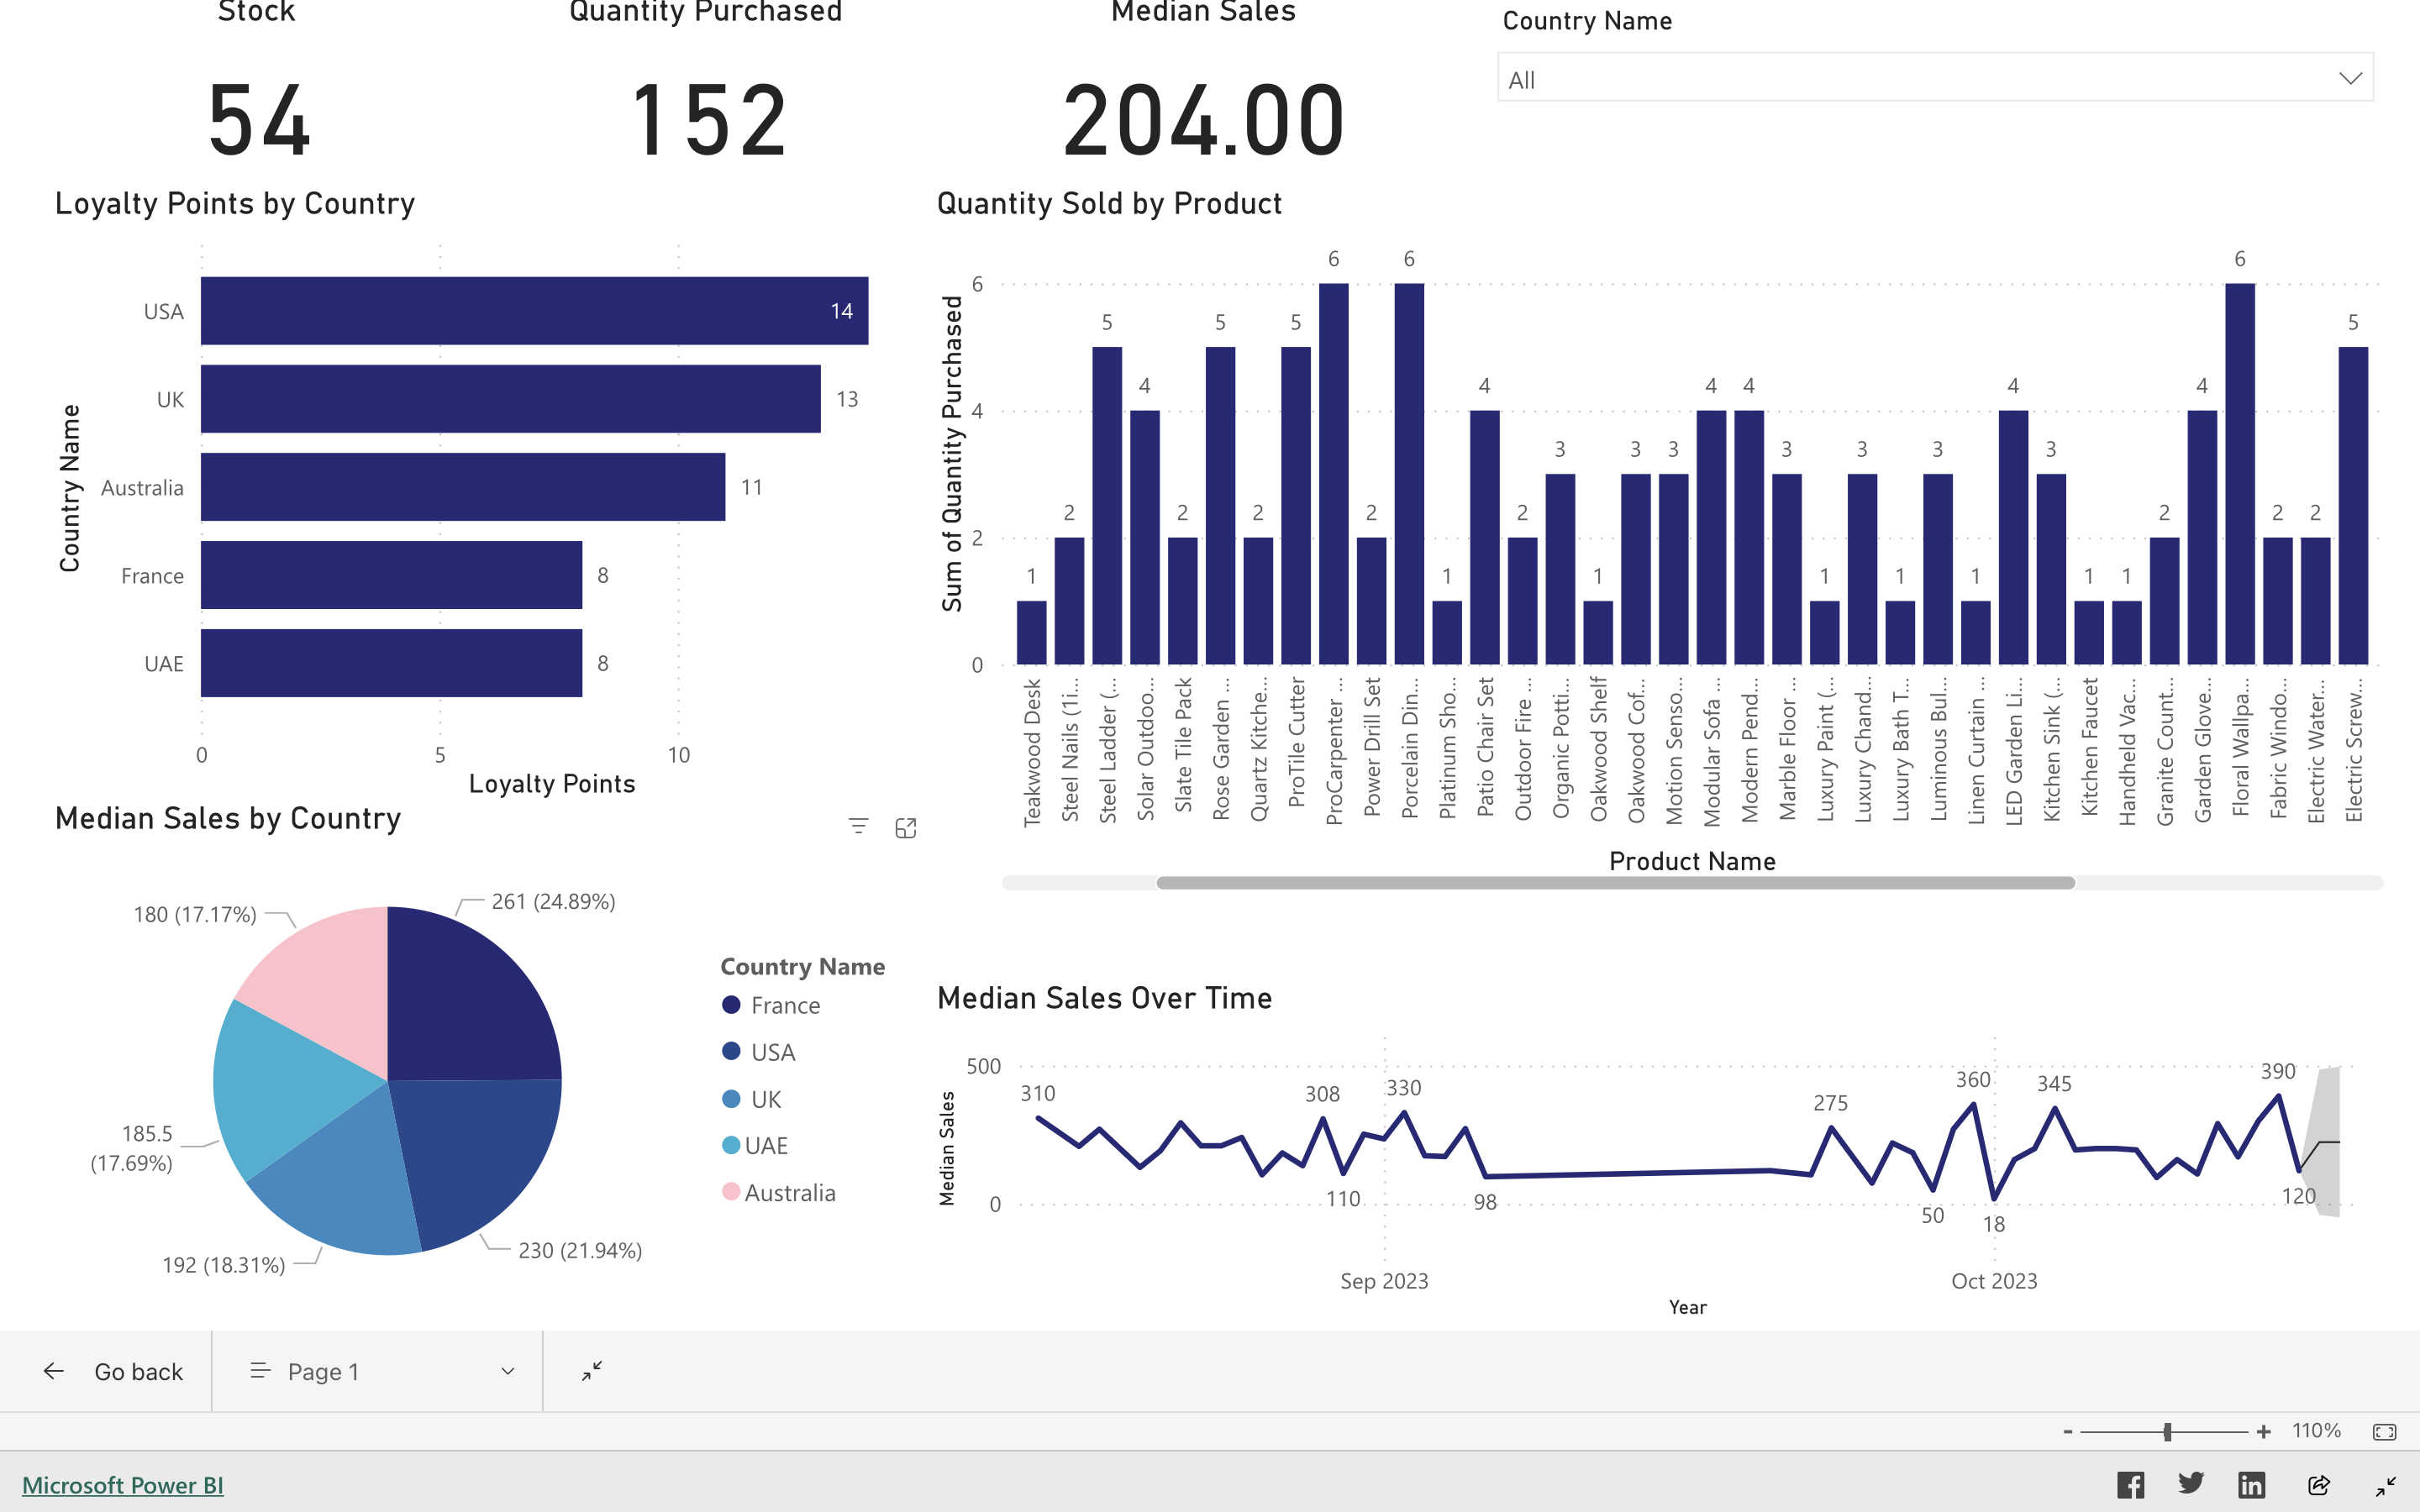 Stock
54
Quantity Purchased
152
Median Sales
204.00
Country Name
All
Loyalty Points by Country
Country Name
USA
14
UK
13
Australia
11
France
8
UAE
8
0
5
10
Loyalty Points
Quantity Sold by Product
Sum of Quantity Purchased
6
4
2
0
1
2
5
4
2
5
2
5
6
2
6
1
4
2
3
1
3
3
4
4
3
1
3
1
3
1
4
3
1
1
2
4
6
2
2
5
Teakwood Desk
Steel Nails (1i...
Steel Ladder (...
Solar Outdoo...
Slate Tile Pack
Rose Garden ...
Quartz Kitche...
ProTile Cutter
ProCarpenter ...
Power Drill Set
Porcelain Din...
Platinum Sho...
Patio Chair Set
Outdoor Fire ...
Organic Potti...
Oakwood Shelf
Oakwood Cof...
Motion Senso...
Modular Sofa ...
Modern Pend...
Marble Floor ...
Luxury Paint (...
Luxury Chand...
Luxury Bath T...
Luminous Bul...
Linen Curtain ...
LED Garden Li...
Kitchen Sink (...
Kitchen Faucet
Handheld Vac...
Granite Count...
Garden Glove...
Floral Wallpa...
Fabric Windo...
Electric Water...
Electric Screw...
Product Name
Median Sales by Country
261 (24.89%)
180 (17.17%)
185.5
(17.69%)
192 (18.31%)
230 (21.94%)
Country Name
France
USA
UK
UAE
Australia
Median Sales Over Time
Median Sales
500
0
310
308
110
330
98
275
50
360
18
345
390
120
Sep 2023
Oct 2023
Year
Go back
Page 1
- + 110%
Microsoft Power BI